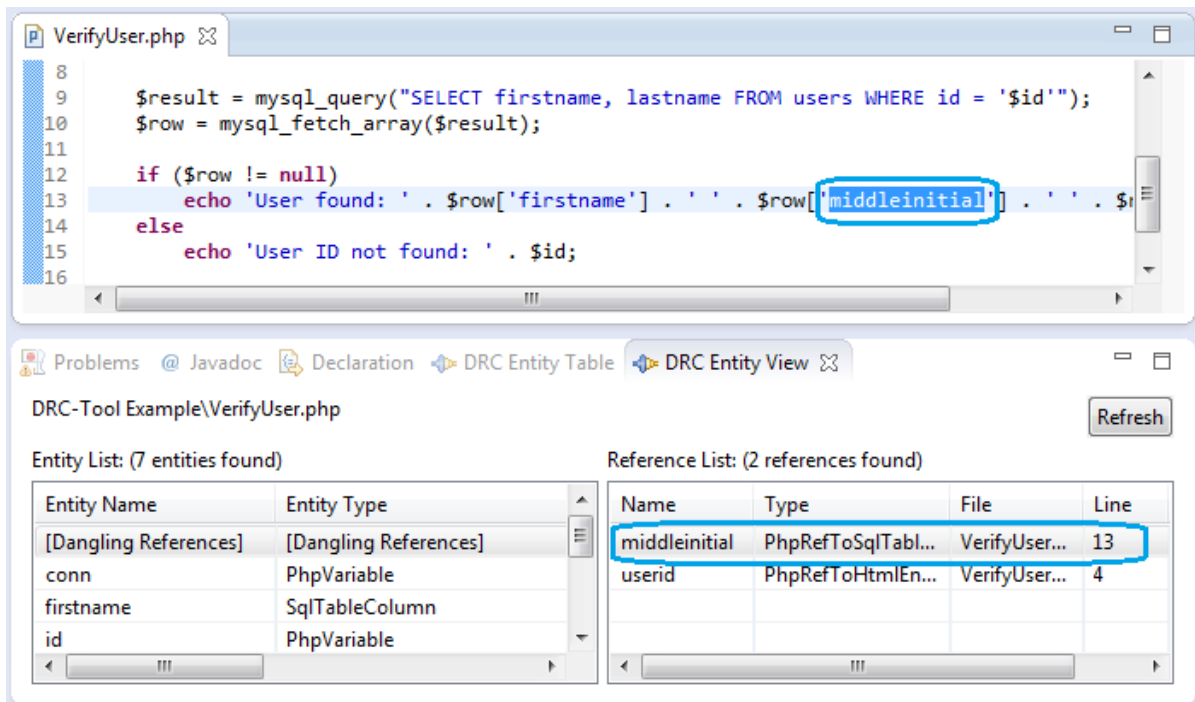 VerifyUser.php
8
9 $result = mysql_query("SELECT firstname, lastname FROM users WHERE id = '$id'");
10 $row = mysql_fetch_array($result);
11
12 if ($row != null)
13 echo 'User found: ' . $row['firstname'] . ' ' . $row['middleinitial'] . ' ' . $r
14 else
15 echo 'User ID not found: ' . $id;
16
Problems @ Javadoc Declaration DRC Entity Table DRC Entity View
DRC-Tool Example\VerifyUser.php Refresh
Entity List: (7 entities found) Reference List: (2 references found)
Entity Name Entity Type Name Type File Line
[Dangling References] [Dangling References] middleinitial PhpRefToSqlTabl... VerifyUser... 13
conn PhpVariable userid PhpRefToHtmlEn... VerifyUser... 4
firstname SqlTableColumn
id PhpVariable